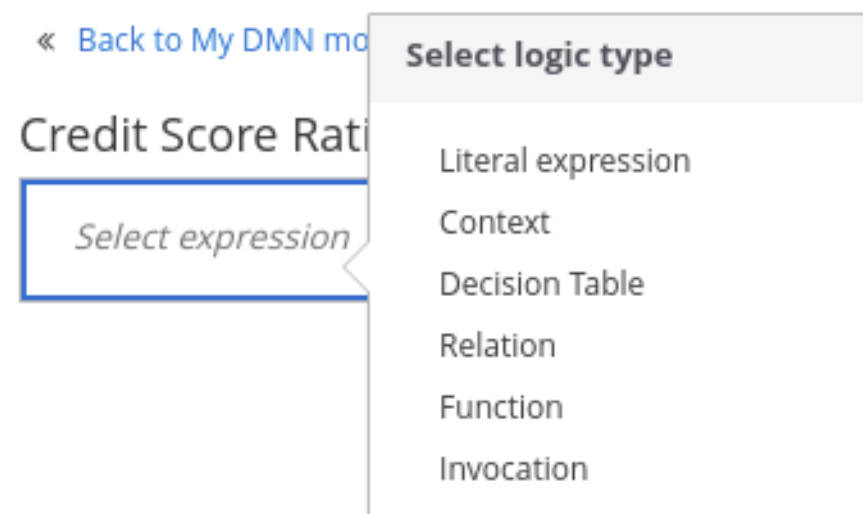 « Back to My DMN mo
Credit Score Rati
Select expression
Select logic type
Literal expression
Context
Decision Table
Relation
Function
Invocation